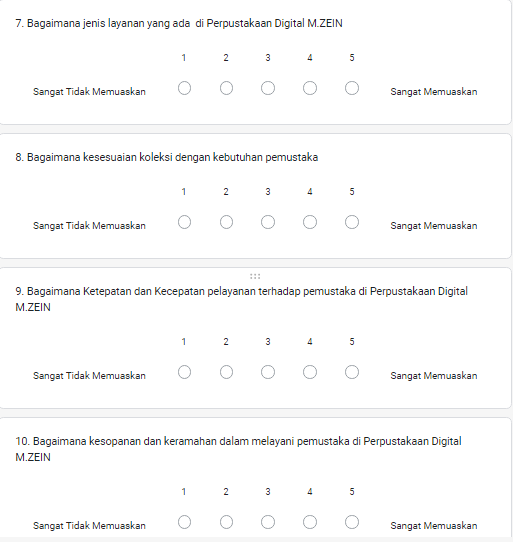 7. Bagaimana jenis layanan yang ada di Perpustakaan Digital M.ZEIN
1 2 3 4 5
Sangat Tidak Memuaskan Sangat Memuaskan
8. Bagaimana kesesuaian koleksi dengan kebutuhan pemustaka
1 2 3 4 5
Sangat Tidak Memuaskan Sangat Memuaskan
9. Bagaimana Ketepatan dan Kecepatan pelayanan terhadap pemustaka di Perpustakaan Digital
M.ZEIN
1 2 3 4 5
Sangat Tidak Memuaskan Sangat Memuaskan
10. Bagaimana kesopanan dan keramahan dalam melayani pemustaka di Perpustakaan Digital
M.ZEIN
1 2 3 4 5
Sangat Tidak Memuaskan Sangat Memuaskan